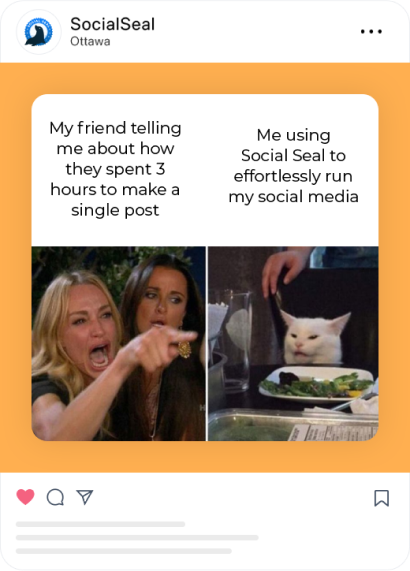 SocialSeal
Ottawa
My friend telling
me about how
they spent 3
hours to make a
single post
Me using
Social Seal to
effortlessly run
my social media